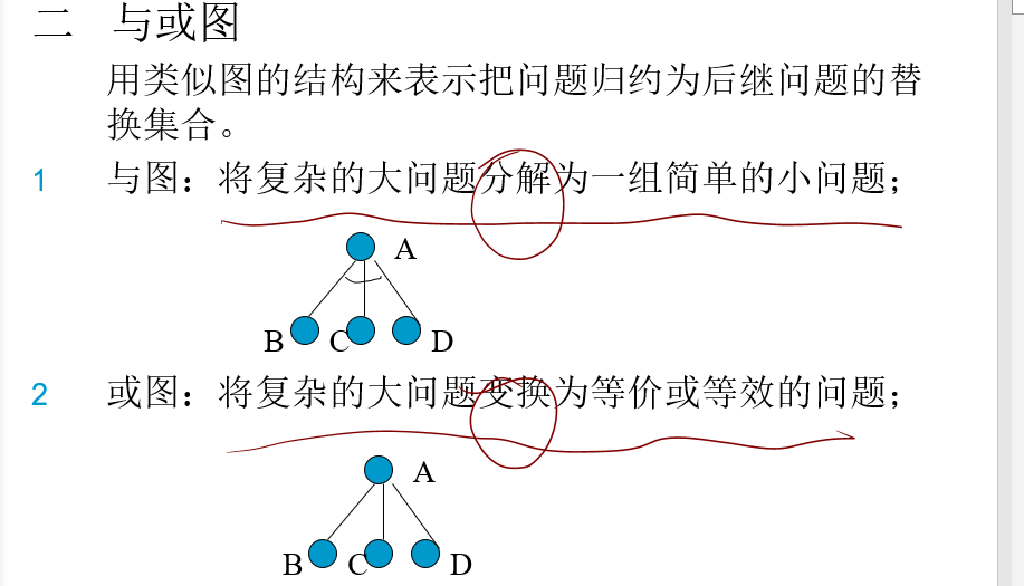 二 与或图
用类似图的结构来表示把问题归约为后继问题的替
换集合。
1 与图：将复杂的大问题分解为一组简单的小问题；
A
B C D
2 或图：将复杂的大问题变换为等价或等效的问题；
A
B C D